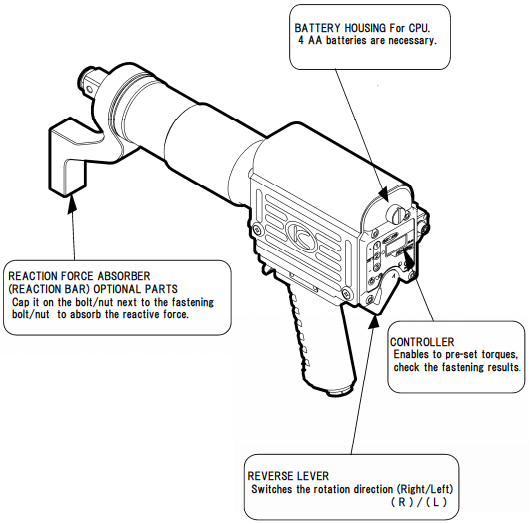 BATTERY HOUSING For CPU.
4 AA batteries are necessary.
REACTION FORCE ABSORBER
(REACTION BAR) OPTIONAL PARTS
Cap it on the bolt/nut next to the fastening
bolt/nut to absorb the reactive force.
CONTROLLER
Enables to pre-set torques,
check the fastening results.
REVERSE LEVER
Switches the rotation direction (Right/Left)
(R)/(L)